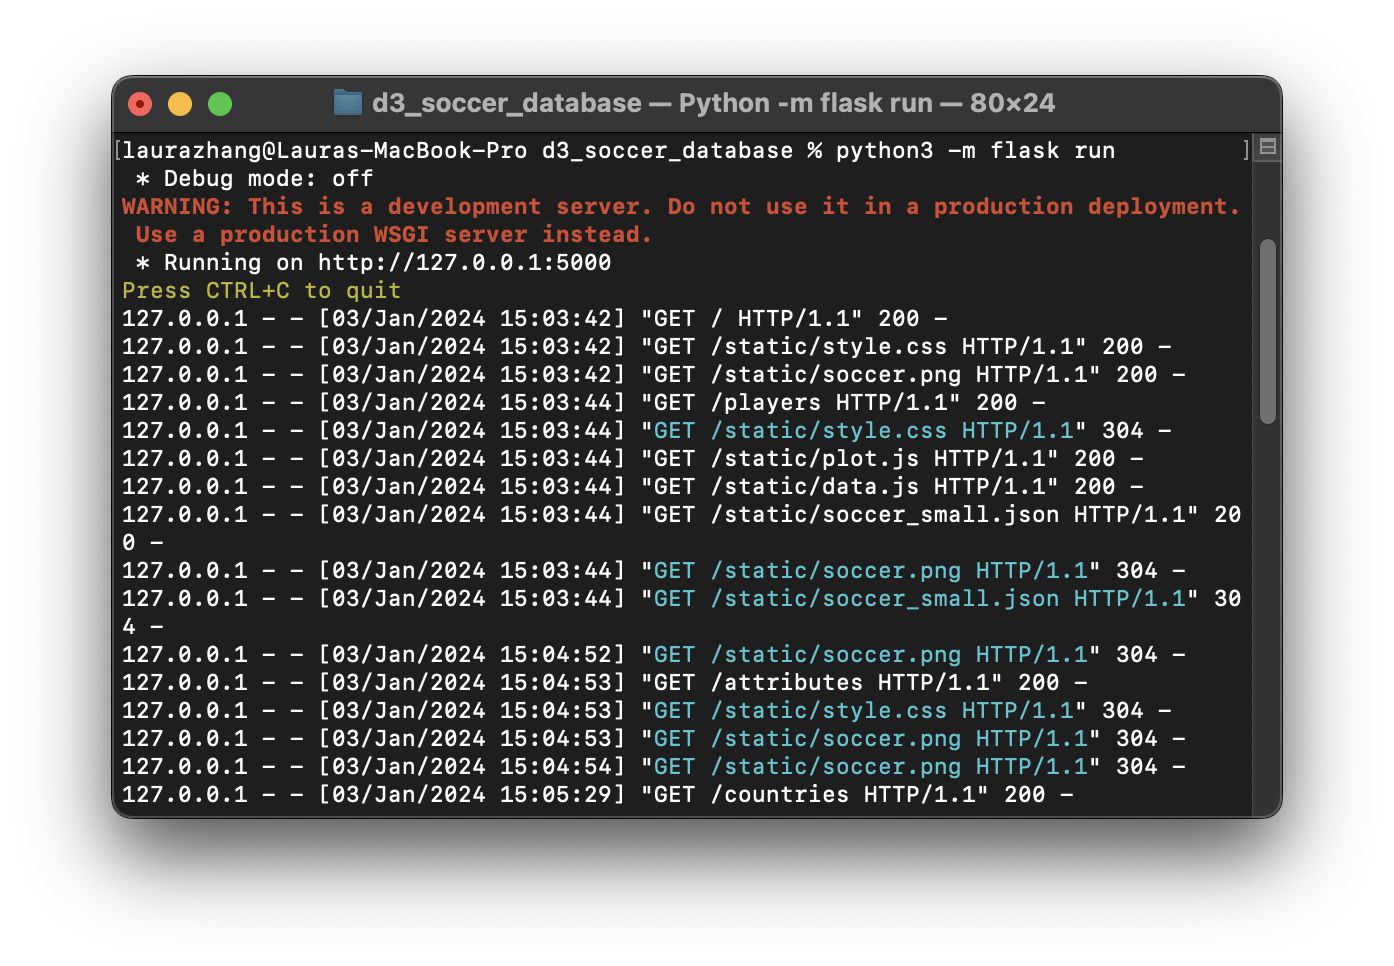 d3_soccer_database — Python -m flask run — 80×24
[laurazhang@Lauras-MacBook-Pro d3_soccer_database % python3 -m flask run ]
 * Debug mode: off
WARNING: This is a development server. Do not use it in a production deployment.
 Use a production WSGI server instead.
 * Running on http://127.0.0.1:5000
Press CTRL+C to quit
127.0.0.1 - - [03/Jan/2024 15:03:42] "GET / HTTP/1.1" 200 -
127.0.0.1 - - [03/Jan/2024 15:03:42] "GET /static/style.css HTTP/1.1" 200 -
127.0.0.1 - - [03/Jan/2024 15:03:42] "GET /static/soccer.png HTTP/1.1" 200 -
127.0.0.1 - - [03/Jan/2024 15:03:44] "GET /players HTTP/1.1" 200 -
127.0.0.1 - - [03/Jan/2024 15:03:44] "GET /static/style.css HTTP/1.1" 304 -
127.0.0.1 - - [03/Jan/2024 15:03:44] "GET /static/plot.js HTTP/1.1" 200 -
127.0.0.1 - - [03/Jan/2024 15:03:44] "GET /static/data.js HTTP/1.1" 200 -
127.0.0.1 - - [03/Jan/2024 15:03:44] "GET /static/soccer_small.json HTTP/1.1" 20
0 -
127.0.0.1 - - [03/Jan/2024 15:03:44] "GET /static/soccer.png HTTP/1.1" 304 -
127.0.0.1 - - [03/Jan/2024 15:03:44] "GET /static/soccer_small.json HTTP/1.1" 30
4 -
127.0.0.1 - - [03/Jan/2024 15:04:52] "GET /static/soccer.png HTTP/1.1" 304 -
127.0.0.1 - - [03/Jan/2024 15:04:53] "GET /attributes HTTP/1.1" 200 -
127.0.0.1 - - [03/Jan/2024 15:04:53] "GET /static/style.css HTTP/1.1" 304 -
127.0.0.1 - - [03/Jan/2024 15:04:53] "GET /static/soccer.png HTTP/1.1" 304 -
127.0.0.1 - - [03/Jan/2024 15:04:54] "GET /static/soccer.png HTTP/1.1" 304 -
127.0.0.1 - - [03/Jan/2024 15:05:29] "GET /countries HTTP/1.1" 200 -